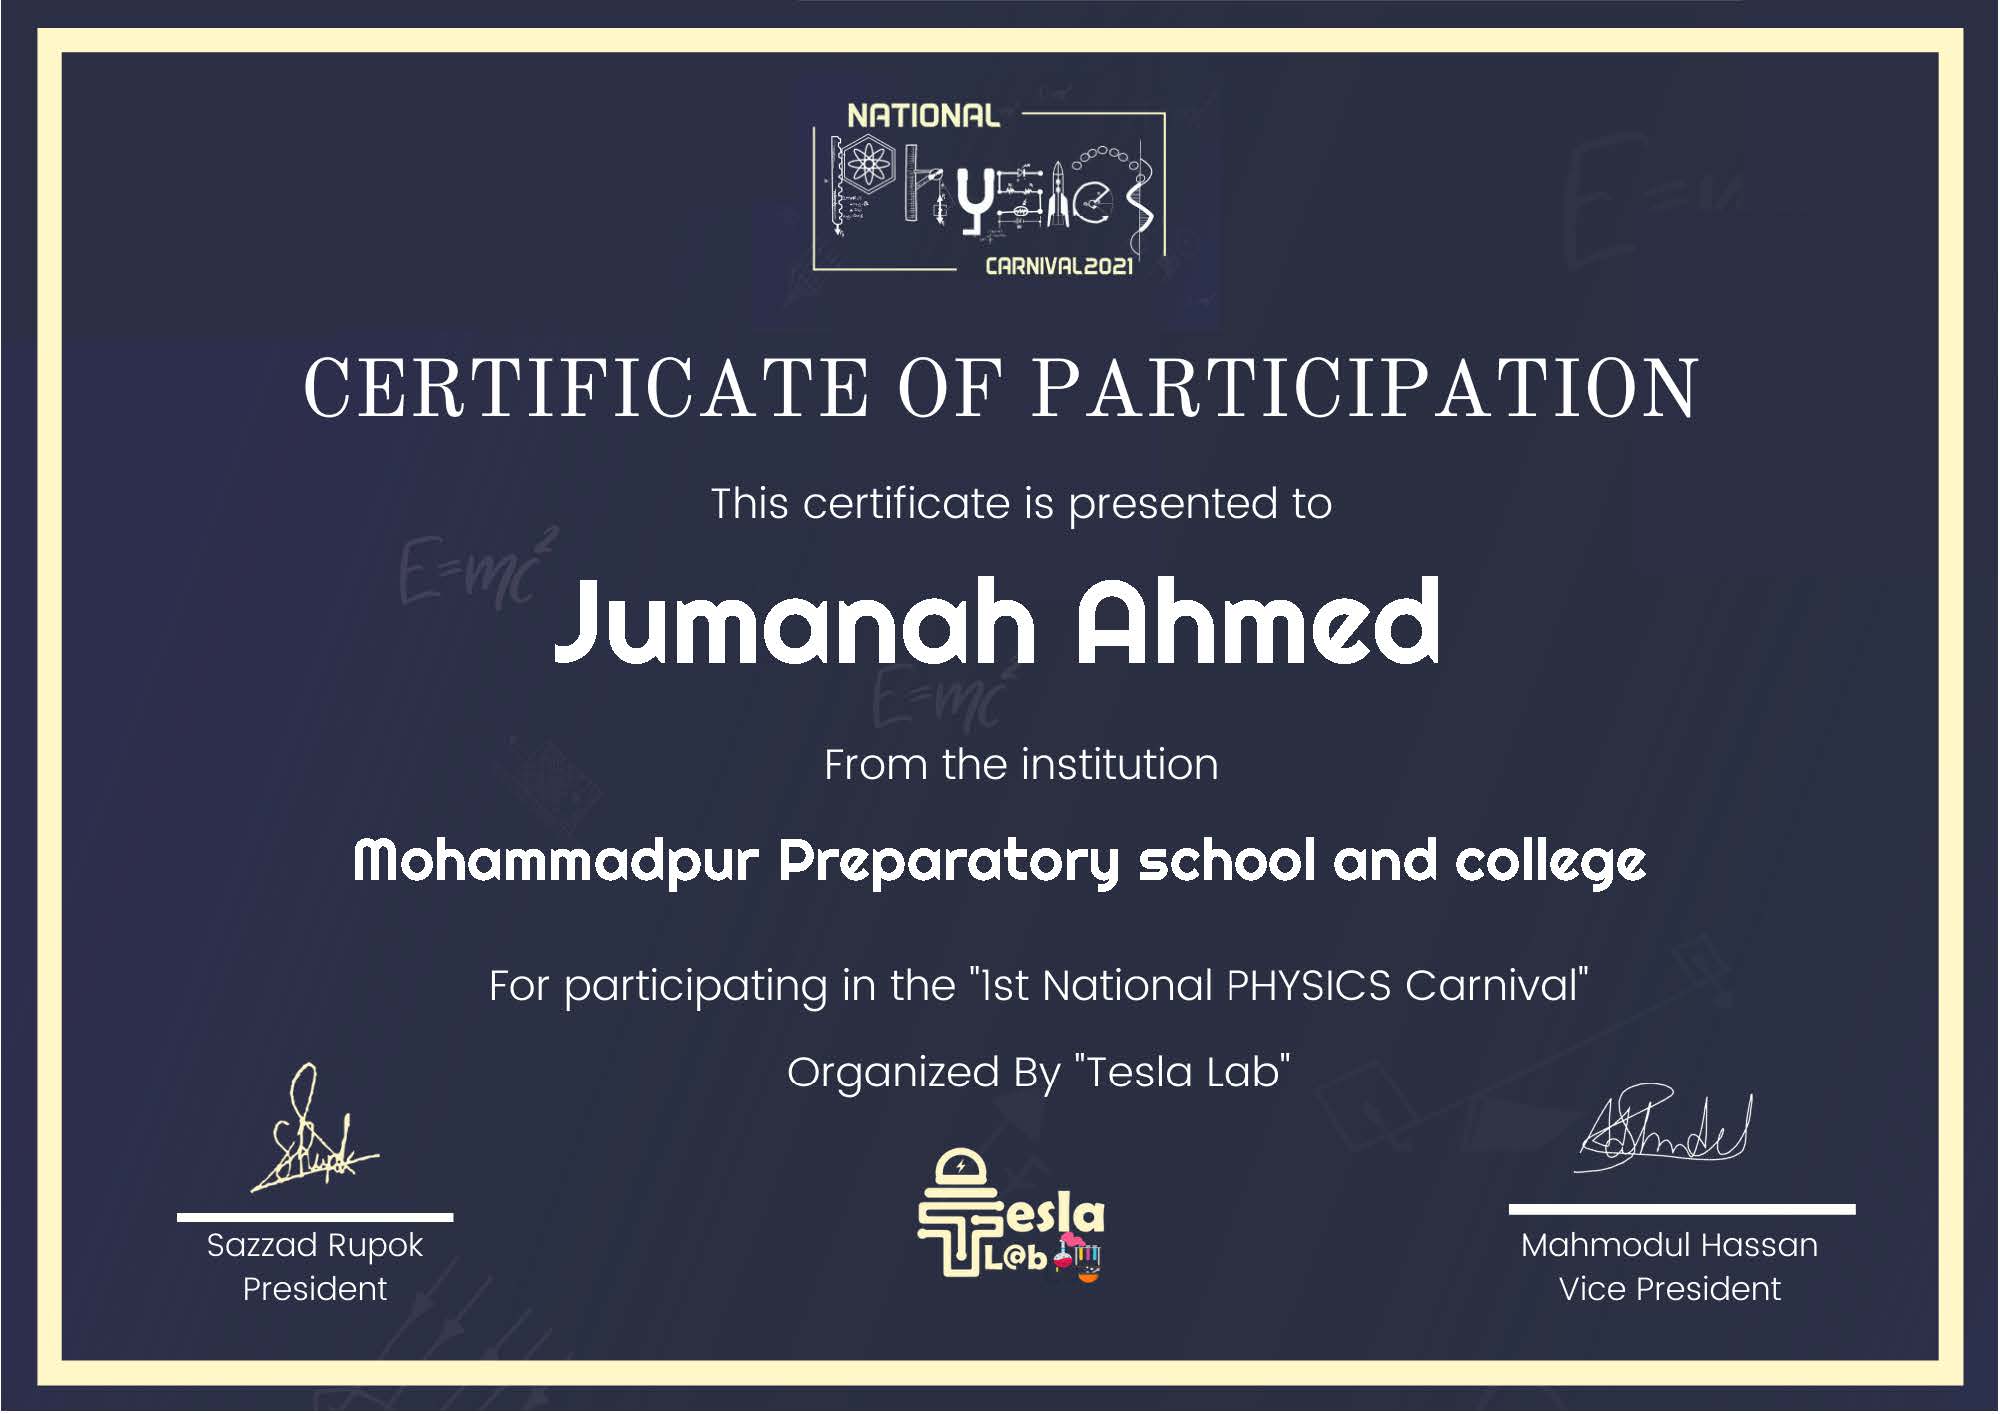 NATIONAL
PHYSICS
CARNIVAL2021
CERTIFICATE OF PARTICIPATION
This certificate is presented to
E=mc²
Jumanah Ahmed
E=mc²
From the institution
Mohammadpur Preparatory school and college
For participating in the "1st National PHYSICS Carnival"
Organized By "Tesla Lab"
Tesla
L@b
Sazzad Rupok
President
Mahmodul Hassan
Vice President